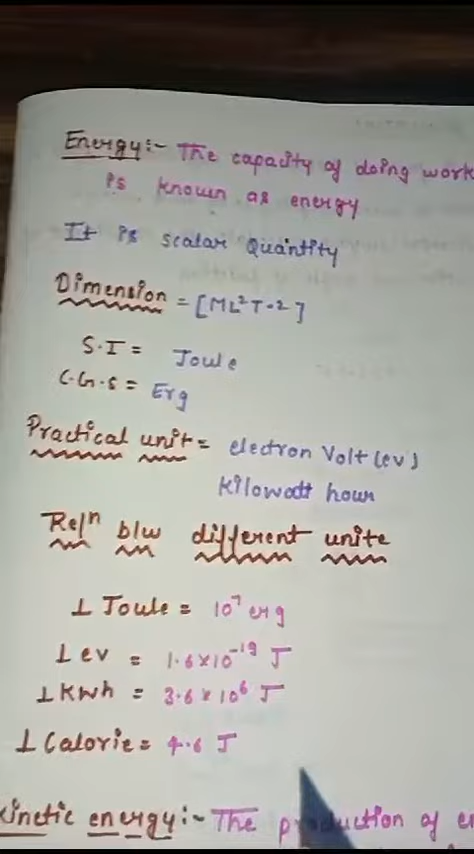 Energy:- The capacity of doing work
is known as energy
It is scalar Quantity
Dimension = [ML²T-2]
S.I = Joule
C.G.S = Erg
Practical unit = electron Volt (ev)
Kilowatt hour
Relⁿ b/w different unite
1 Joule = 10⁷ erg
1 ev = 1.6×10⁻¹⁹ J
1 Kwh = 3.6×10⁶ J
1 Calorie = 4.6 J
Kinetic energy:- The production of